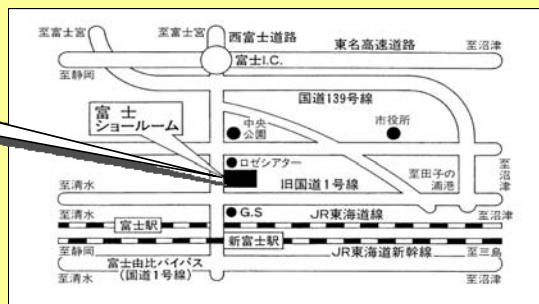 至富士宮
至富士宮
西富士道路
東名高速道路
至沼津
富士I.C.
至静岡
国道139号線
富士
ショールーム
中央
公園
市役所
ロゼシアター
至田子の
浦港
至沼津
至清水
旧国道1号線
至清水
G.S
JR東海道線
至沼津
富士駅
新富士駅
至静岡
JR東海道新幹線
至三島
富士由比バイパス
(国道1号線)
至清水
至沼津